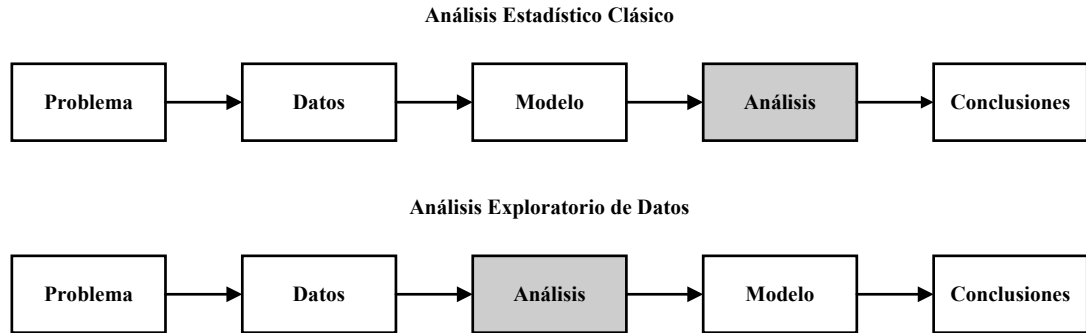 Análisis Estadístico Clásico
Problema Datos Modelo Análisis Conclusiones
Análisis Exploratorio de Datos
Problema Datos Análisis Modelo Conclusiones